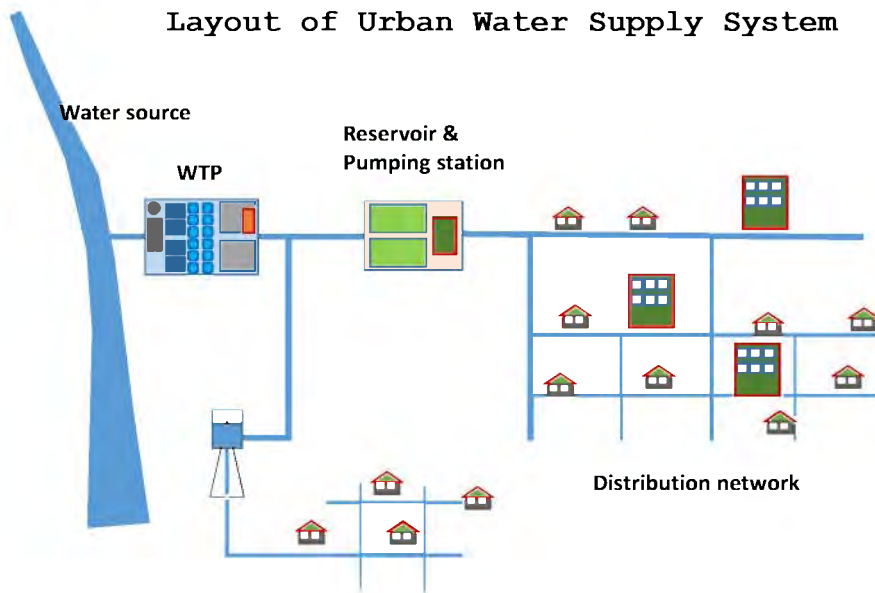 Layout of Urban Water Supply System
Water source
WTP
Reservoir &
Pumping station
Distribution network